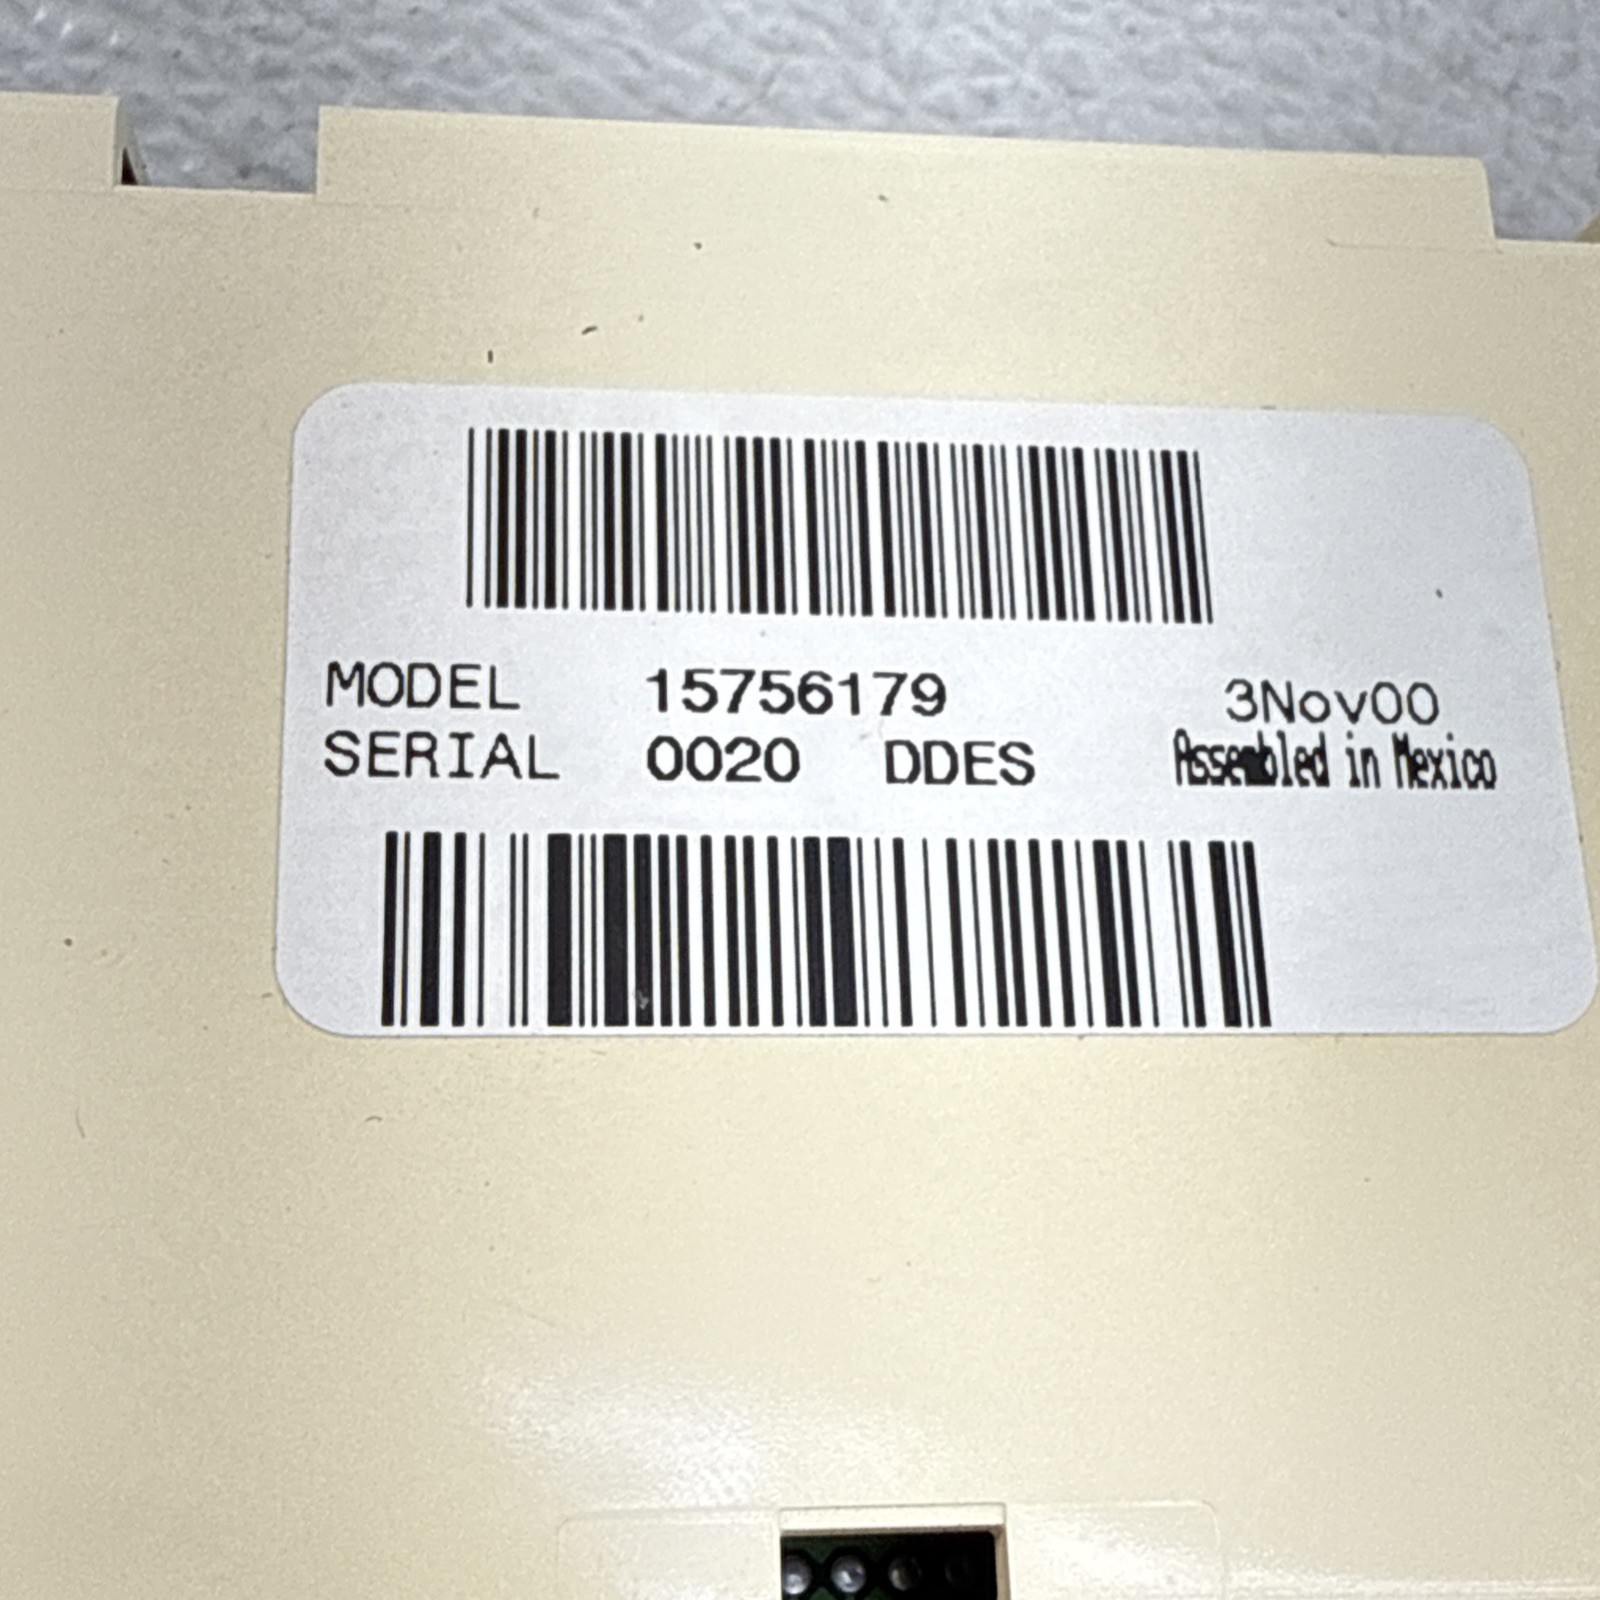 MODEL 15756179 3Nov00
SERIAL 0020 DDES Assembled in Mexico